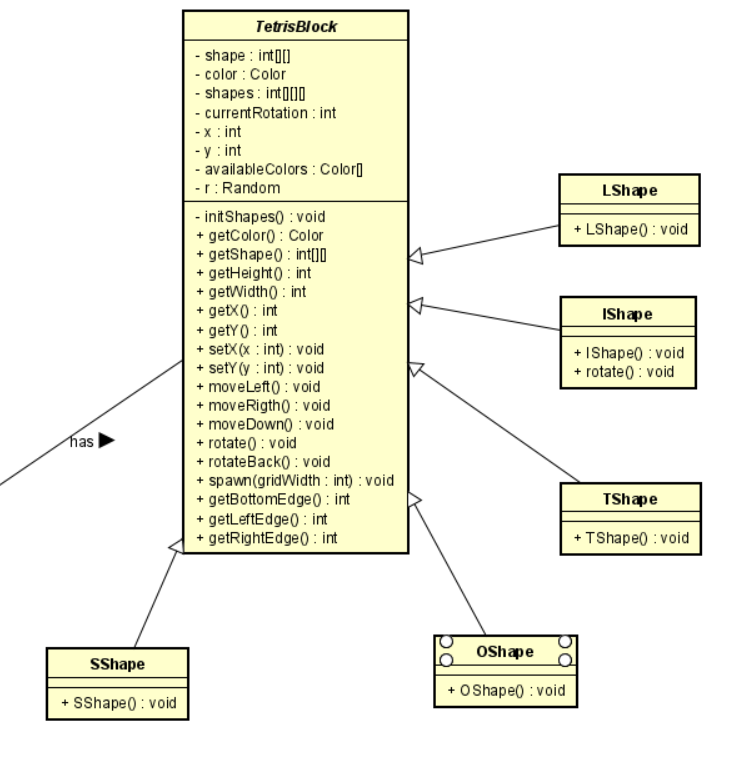 TetrisBlock
- shape : int[][]
- color : Color
- shapes : int[][][]
- currentRotation : int
- x : int
- y : int
- availableColors : Color[]
- r : Random
- initShapes() : void
+ getColor() : Color
+ getShape() : int[][]
+ getHeight() : int
+ getWidth() : int
+ getX() : int
+ getY() : int
+ setX(x : int) : void
+ setY(y : int) : void
+ moveLeft() : void
+ moveRigth() : void
+ moveDown() : void
+ rotate() : void
+ rotateBack() : void
+ spawn(gridWidth : int) : void
+ getBottomEdge() : int
+ getLeftEdge() : int
+ getRightEdge() : int
has ▶
LShape
+ LShape() : void
IShape
+ IShape() : void
+ rotate() : void
TShape
+ TShape() : void
OShape
+ OShape() : void
SShape
+ SShape() : void